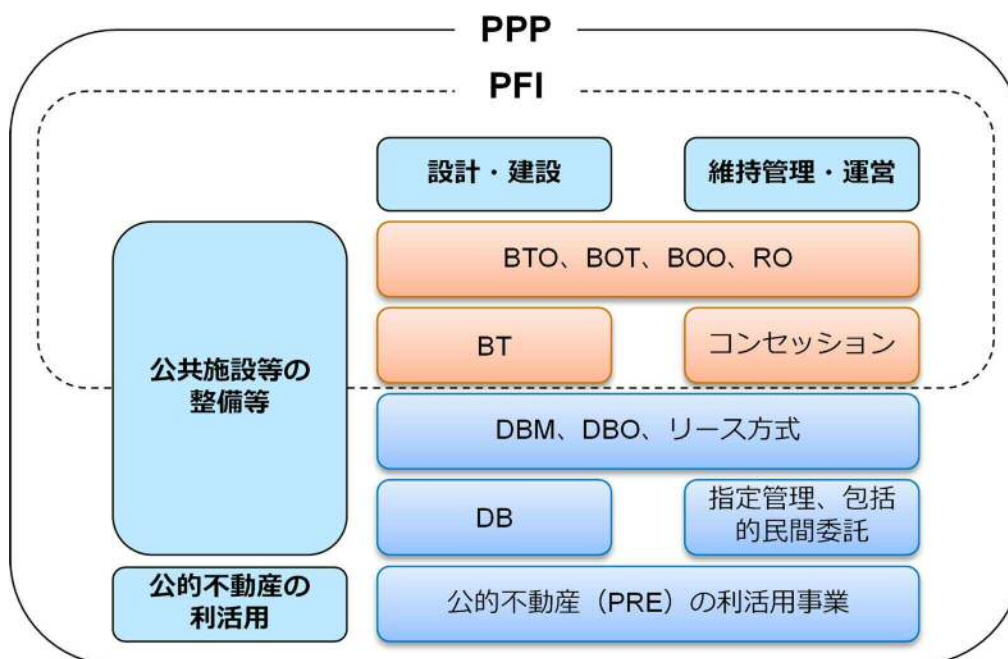 PPP
PFI
設計・建設
維持管理・運営
公共施設等の
整備等
BTO、BOT、BOO、RO
BT
コンセッション
DBM、DBO、リース方式
DB
指定管理、包括
的民間委託
公的不動産の
利活用
公的不動産（PRE）の利活用事業